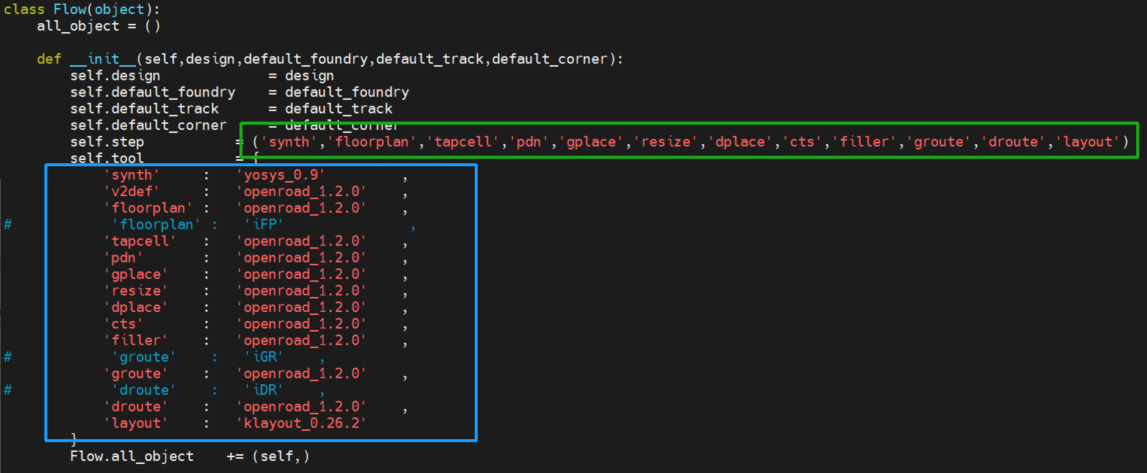 class Flow(object):
    all_object = ()

    def __init__(self,design,default_foundry,default_track,default_corner):
        self.design             = design
        self.default_foundry    = default_foundry
        self.default_track      = default_track
        self.default_corner     = default_corner
        self.step           = ('synth','floorplan','tapcell','pdn','gplace','resize','dplace','cts','filler','groute','droute','layout')
        self.tool           = {
            'synth'     :   'yosys_0.9'         ,
            'v2def'     :   'openroad_1.2.0'    ,
            'floorplan' :   'openroad_1.2.0'    ,
#            'floorplan' :   'iFP'                ,
            'tapcell'   :   'openroad_1.2.0'    ,
            'pdn'       :   'openroad_1.2.0'    ,
            'gplace'    :   'openroad_1.2.0'    ,
            'resize'    :   'openroad_1.2.0'    ,
            'dplace'    :   'openroad_1.2.0'    ,
            'cts'       :   'openroad_1.2.0'    ,
            'filler'    :   'openroad_1.2.0'    ,
#            'groute'    :   'iGR'    ,
            'groute'    :   'openroad_1.2.0'    ,
#            'droute'    :   'iDR'    ,
            'droute'    :   'openroad_1.2.0'    ,
            'layout'    :   'klayout_0.26.2'
        }
        Flow.all_object    += (self,)